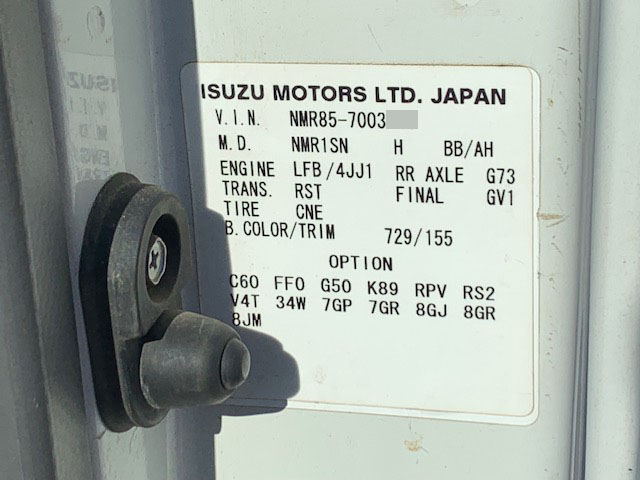 ISUZU MOTORS LTD. JAPAN
V.I.N. NMR85-7003
M.D. NMR1SN H BB/AH
ENGINE LFB/4JJ1 RR AXLE G73
TRANS. RST FINAL GV1
TIRE CNE
B.COLOR/TRIM 729/155
OPTION
C60 FF0 G50 K89 RPV RS2
V4T 34W 7GP 7GR 8GJ 8GR
8JM